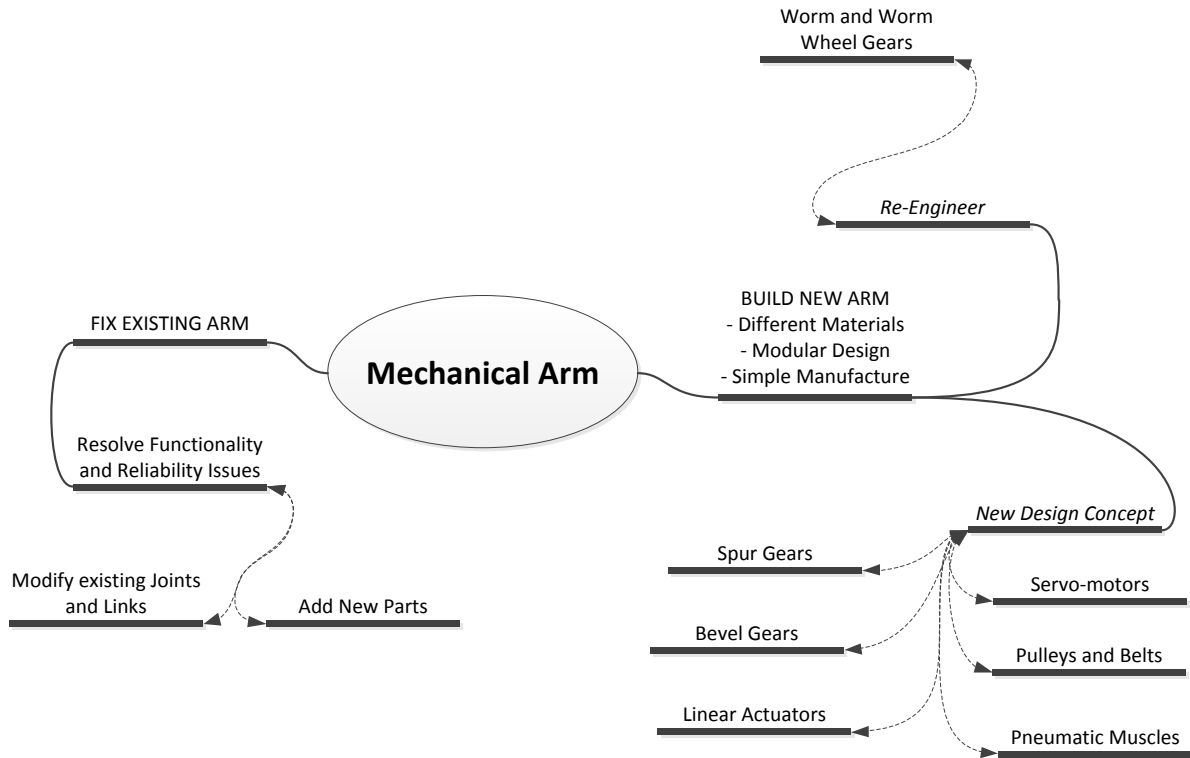 Worm and Worm
Wheel Gears
Re-Engineer
BUILD NEW ARM
- Different Materials
- Modular Design
- Simple Manufacture
FIX EXISTING ARM
Mechanical Arm
Resolve Functionality
and Reliability Issues
New Design Concept
Modify existing Joints
and Links
Add New Parts
Spur Gears
Servo-motors
Bevel Gears
Pulleys and Belts
Linear Actuators
Pneumatic Muscles